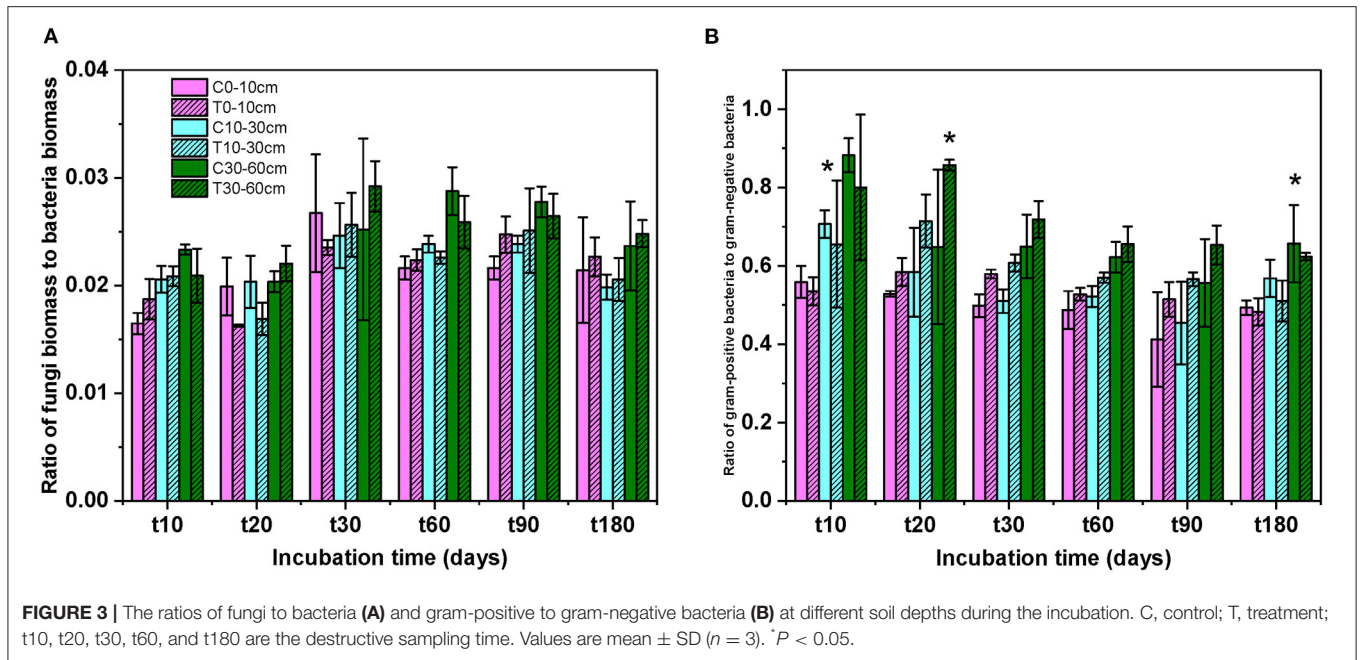 A
Ratio of fungi biomass to bacteria biomass
0.04
0.03
0.02
0.01
0.00
C0-10cm
T0-10cm
C10-30cm
T10-30cm
C30-60cm
T30-60cm
t10 t20 t30 t60 t90 t180
Incubation time (days)
B
Ratio of gram-positive bacteria to gram-negative bacteria
1.0
0.8
0.6
0.4
0.2
0.0
* * *
t10 t20 t30 t60 t90 t180
Incubation time (days)
FIGURE 3 | The ratios of fungi to bacteria (A) and gram-positive to gram-negative bacteria (B) at different soil depths during the incubation. C, control; T, treatment;
t10, t20, t30, t60, and t180 are the destructive sampling time. Values are mean ± SD (n = 3). *P < 0.05.